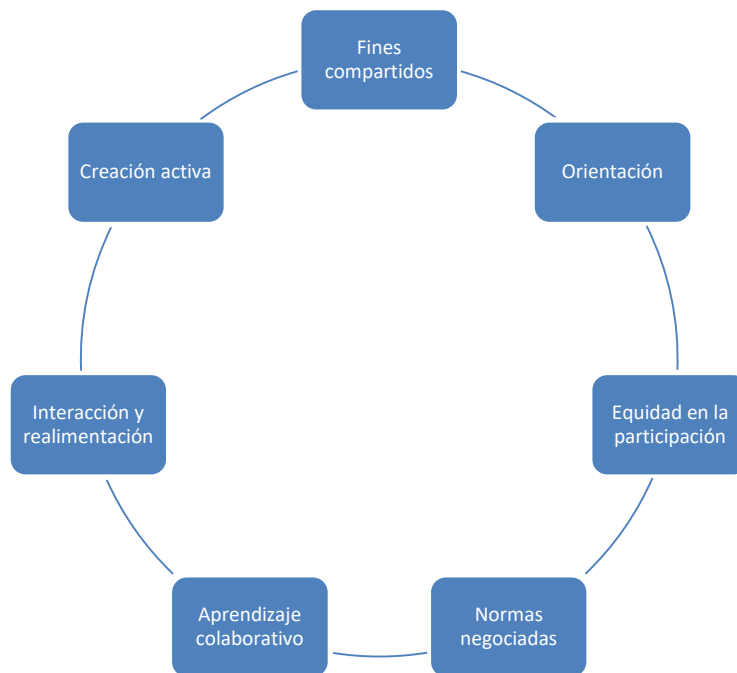 Fines
compartidos
Orientación
Equidad en la
participación
Normas
negociadas
Aprendizaje
colaborativo
Interacción y
realimentación
Creación activa